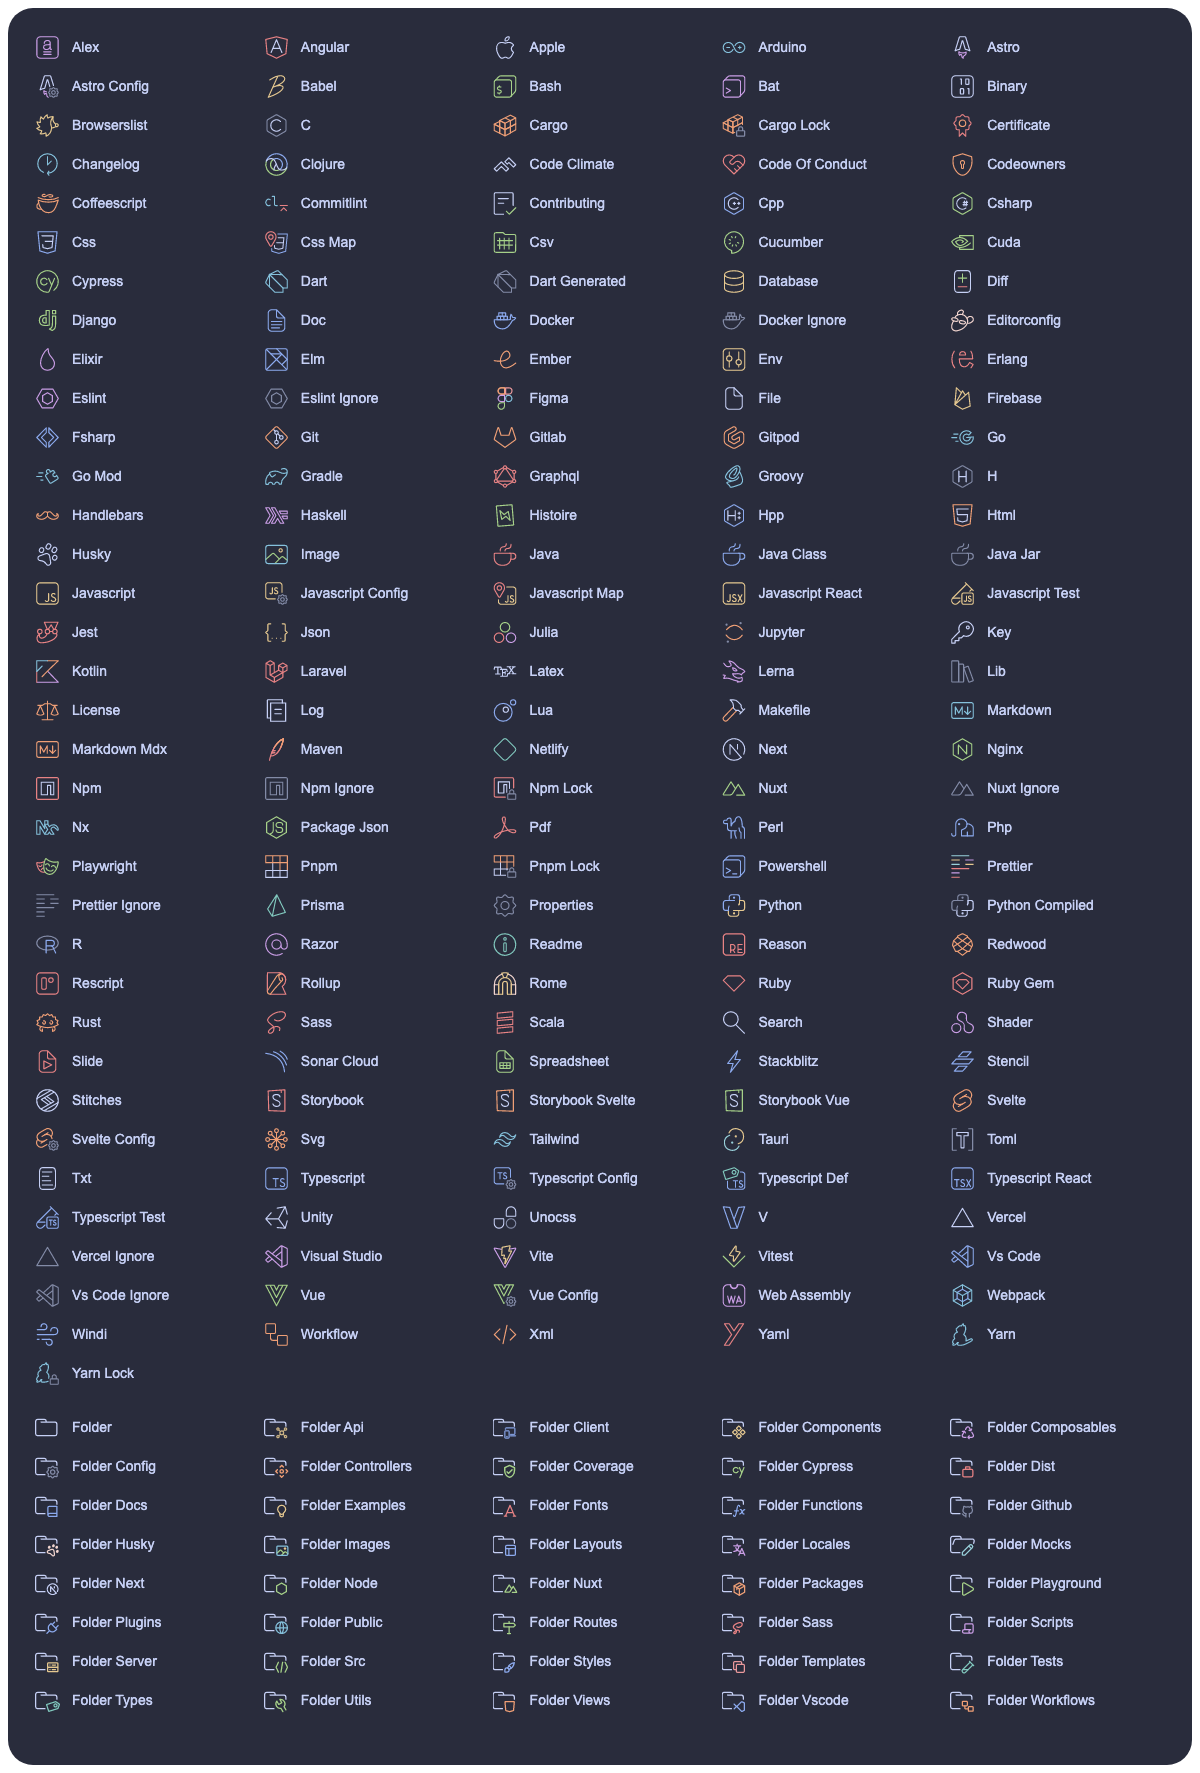 Alex Angular Apple Arduino Astro
Astro Config Babel Bash Bat Binary
Browserslist C Cargo Cargo Lock Certificate
Changelog Clojure Code Climate Code Of Conduct Codeowners
Coffeescript Commitlint Contributing Cpp Csharp
Css Css Map Csv Cucumber Cuda
Cypress Dart Dart Generated Database Diff
Django Doc Docker Docker Ignore Editorconfig
Elixir Elm Ember Env Erlang
Eslint Eslint Ignore Figma File Firebase
Fsharp Git Gitlab Gitpod Go
Go Mod Gradle Graphql Groovy H
Handlebars Haskell Histoire Hpp Html
Husky Image Java Java Class Java Jar
Javascript Javascript Config Javascript Map Javascript React Javascript Test
Jest Json Julia Jupyter Key
Kotlin Laravel Latex Lerna Lib
License Log Lua Makefile Markdown
Markdown Mdx Maven Netlify Next Nginx
Npm Npm Ignore Npm Lock Nuxt Nuxt Ignore
Nx Package Json Pdf Perl Php
Playwright Pnpm Pnpm Lock Powershell Prettier
Prettier Ignore Prisma Properties Python Python Compiled
R Razor Readme Reason Redwood
Rescript Rollup Rome Ruby Ruby Gem
Rust Sass Scala Search Shader
Slide Sonar Cloud Spreadsheet Stackblitz Stencil
Stitches Storybook Storybook Svelte Storybook Vue Svelte
Svelte Config Svg Tailwind Tauri Toml
Txt Typescript Typescript Config Typescript Def Typescript React
Typescript Test Unity Unocss V Vercel
Vercel Ignore Visual Studio Vite Vitest Vs Code
Vs Code Ignore Vue Vue Config Web Assembly Webpack
Windi Workflow Xml Yaml Yarn
Yarn Lock
Folder Folder Api Folder Client Folder Components Folder Composables
Folder Config Folder Controllers Folder Coverage Folder Cypress Folder Dist
Folder Docs Folder Examples Folder Fonts Folder Functions Folder Github
Folder Husky Folder Images Folder Layouts Folder Locales Folder Mocks
Folder Next Folder Node Folder Nuxt Folder Packages Folder Playground
Folder Plugins Folder Public Folder Routes Folder Sass Folder Scripts
Folder Server Folder Src Folder Styles Folder Templates Folder Tests
Folder Types Folder Utils Folder Views Folder Vscode Folder Workflows